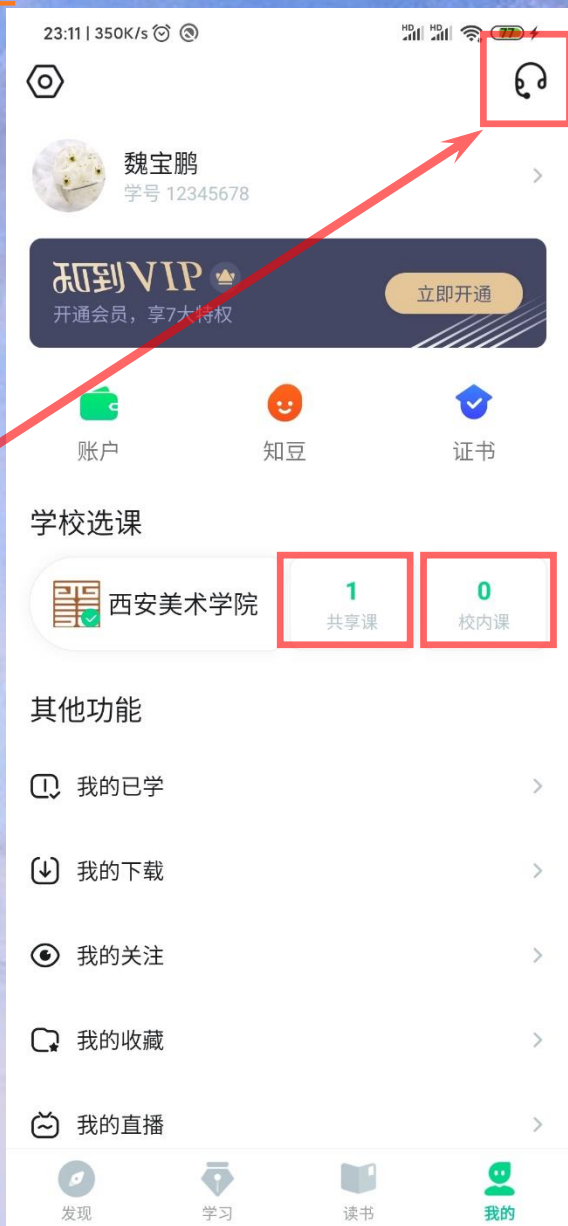 23:11 | 350K/s HD HD 77
魏宝鹏
学号 12345678
知到VIP
开通会员，享7大特权
立即开通
账户 知豆 证书
学校选课
西安美术学院
1 0
共享课 校内课
其他功能
我的已学
我的下载
我的关注
我的收藏
我的直播
发现 学习 读书 我的